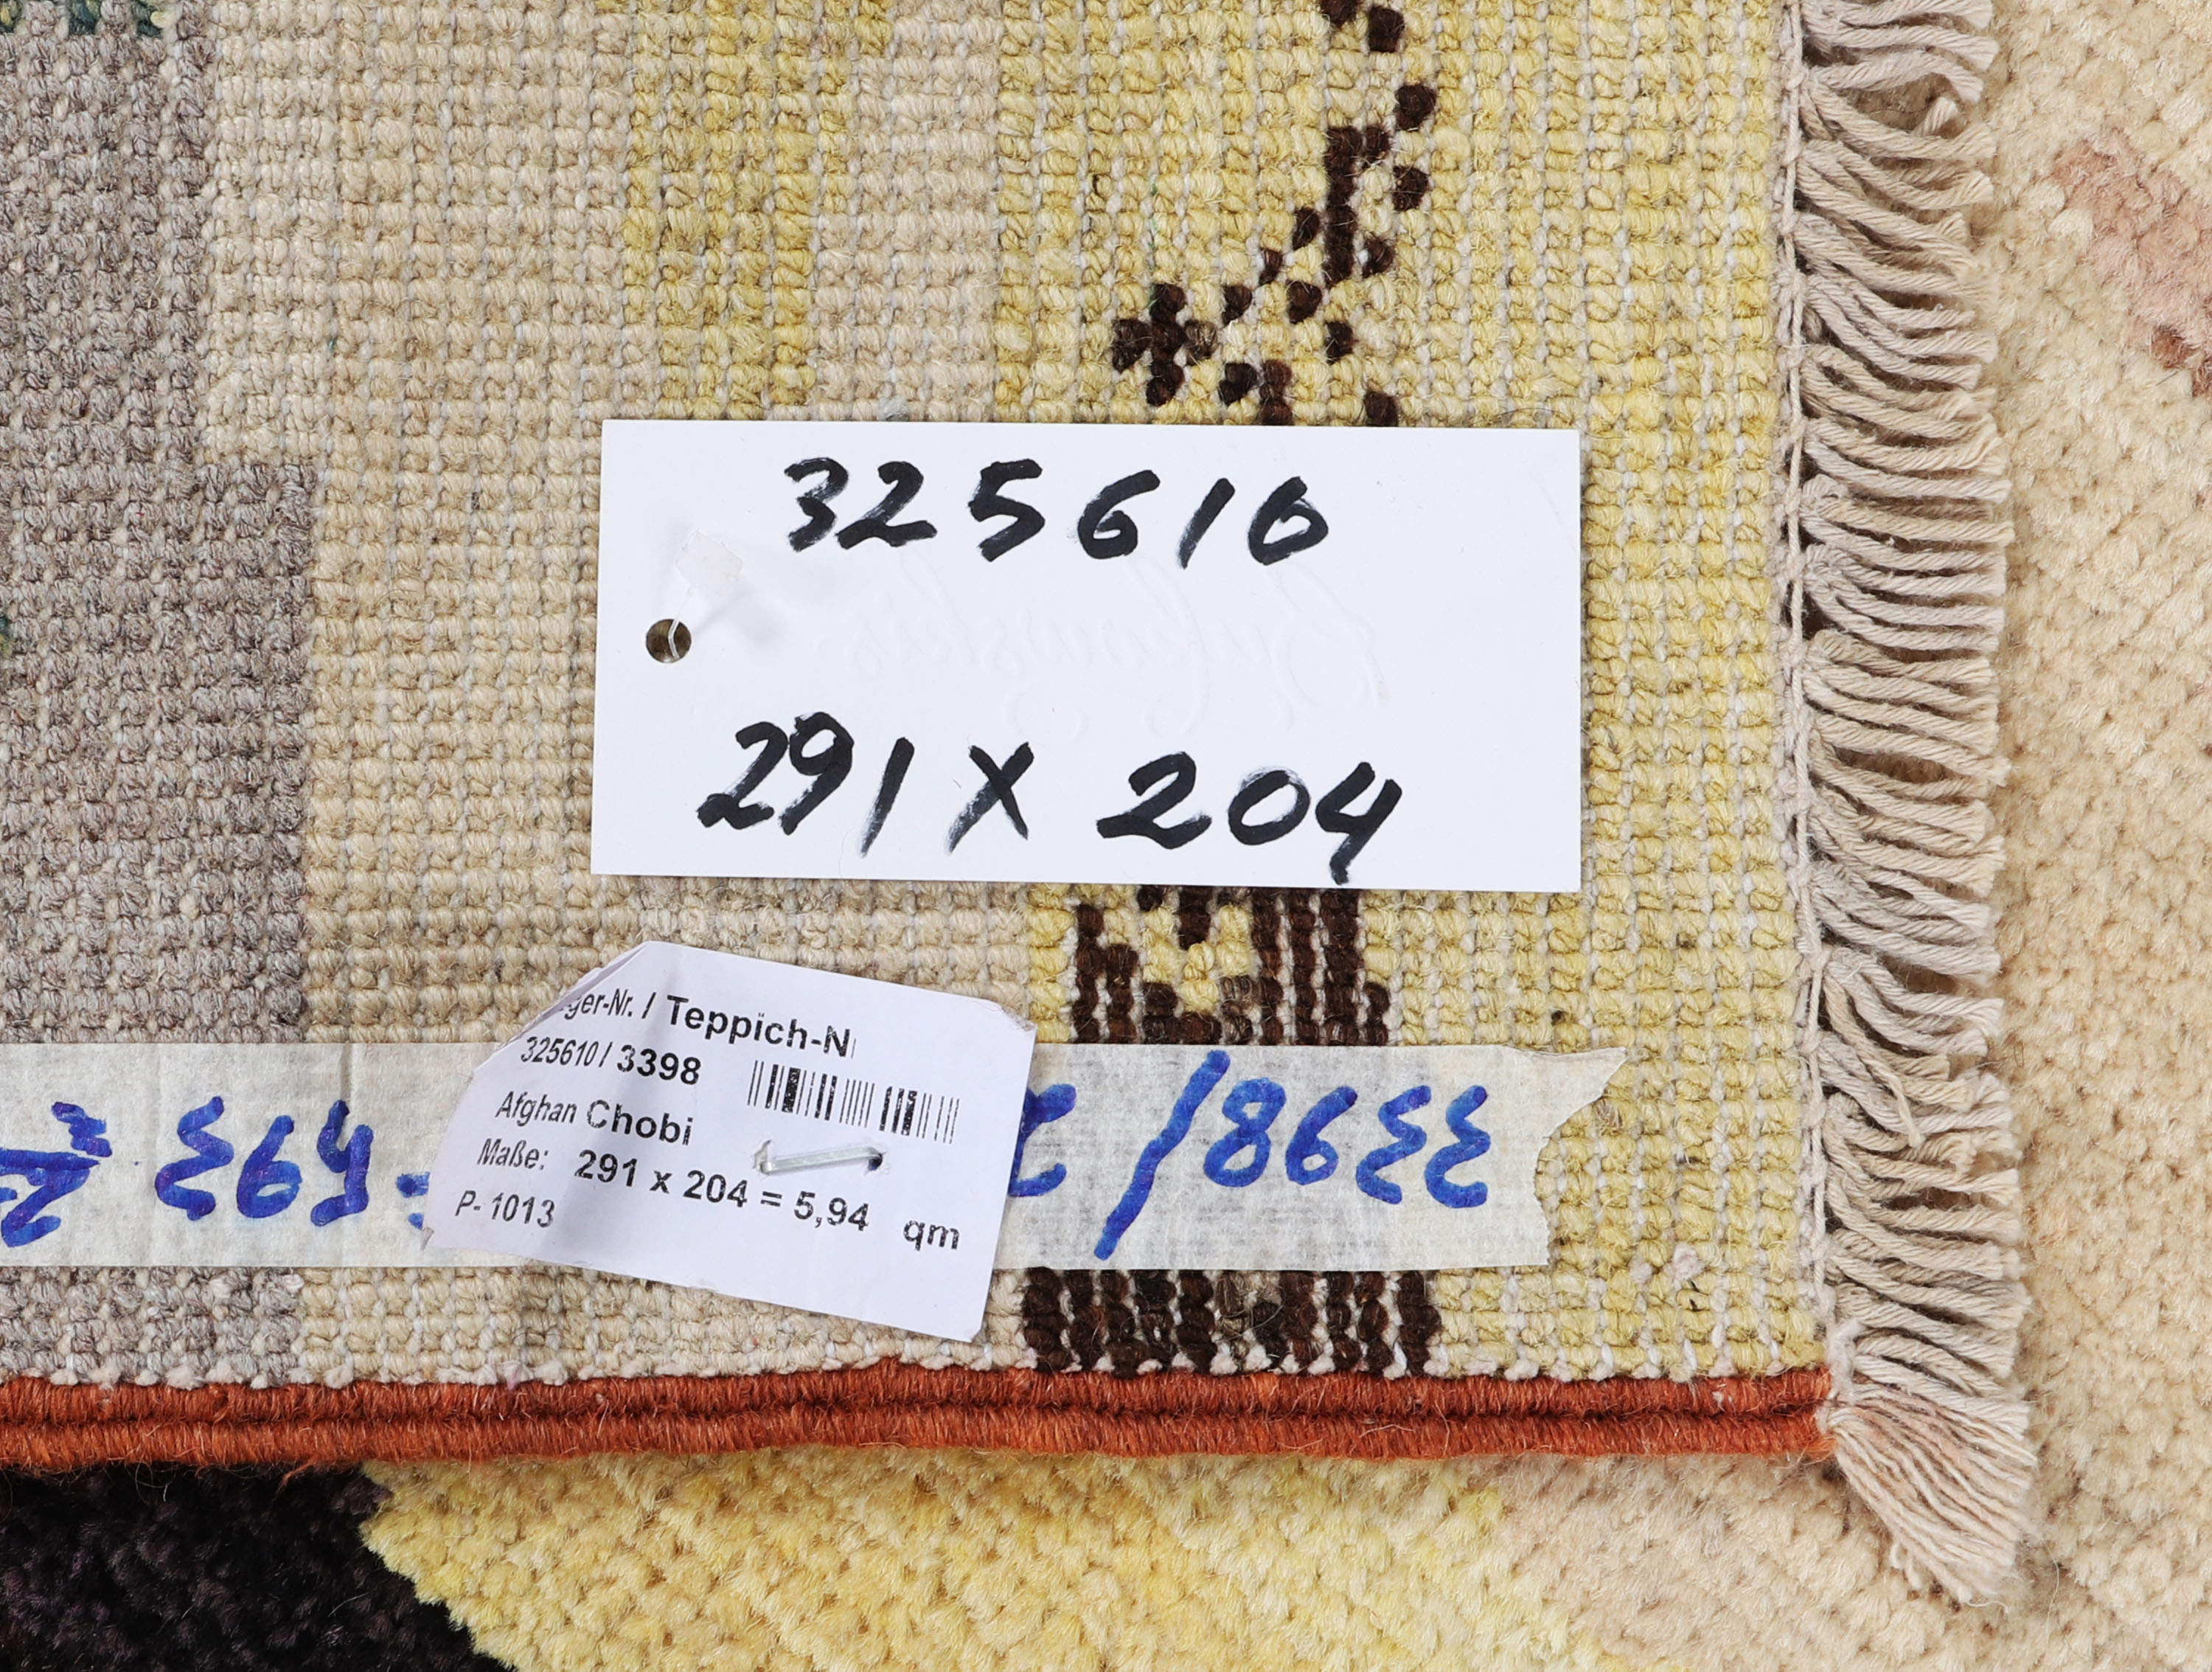 325610
291 x 204
ger-Nr. / Teppich-N
325610 / 3398
Afghan Chobi
Maße: 291 x 204 = 5,94 qm
P- 1013
3398/